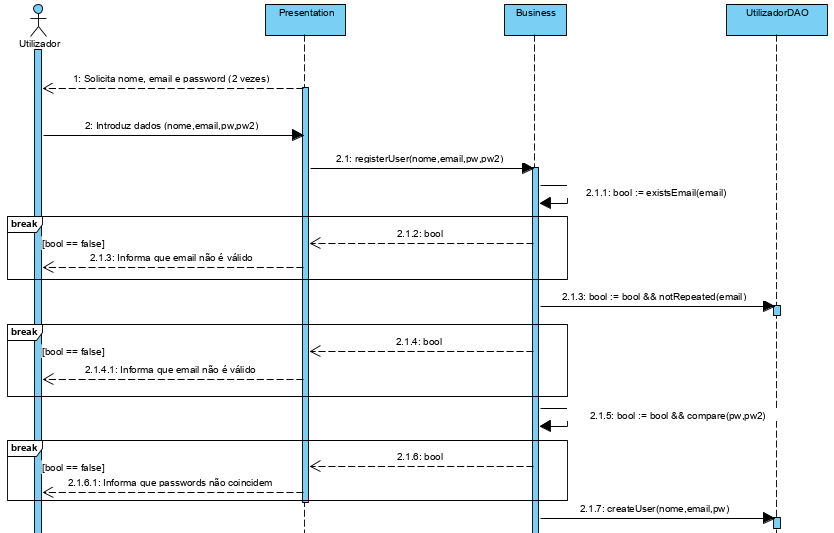 Presentation
Business
UtilizadorDAO
Utilizador
1: Solicita nome, email e password (2 vezes)
2: Introduz dados (nome,email,pw,pw2)
2.1: registerUser(nome,email,pw,pw2)
2.1.1: bool := existsEmail(email)
break
2.1.2: bool
[bool == false]
2.1.3: Informa que email não é válido
2.1.3: bool := bool && notRepeated(email)
break
2.1.4: bool
[bool == false]
2.1.4.1: Informa que email não é válido
2.1.5: bool := bool && compare(pw,pw2)
break
2.1.6: bool
[bool == false]
2.1.6.1: Informa que passwords não coincidem
2.1.7: createUser(nome,email,pw)